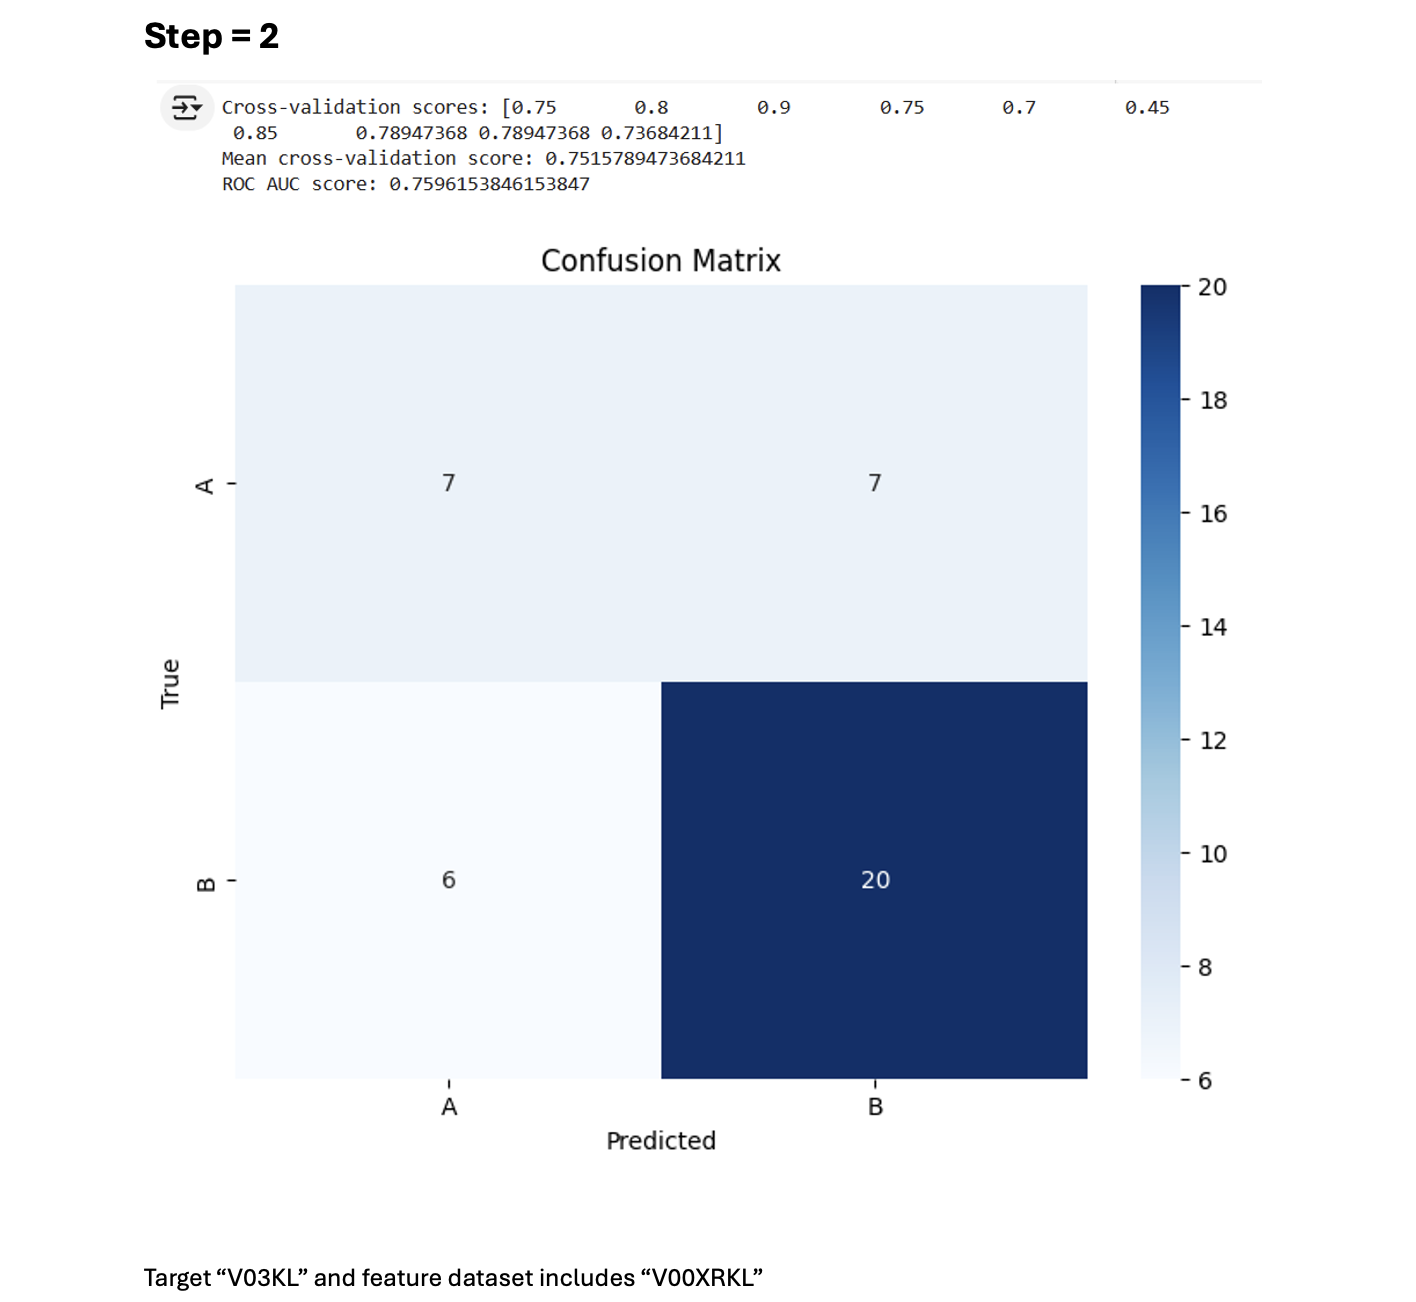 Step = 2
Cross-validation scores: [0.75 0.8 0.9 0.75 0.7 0.45
0.85 0.78947368 0.78947368 0.73684211]
Mean cross-validation score: 0.7515789473684211
ROC AUC score: 0.7596153846153847
Confusion Matrix
20
18
16
14
12
10
8
6
True
A
7 7
B
6 20
A B
Predicted
Target “V03KL” and feature dataset includes “V00XRKL”